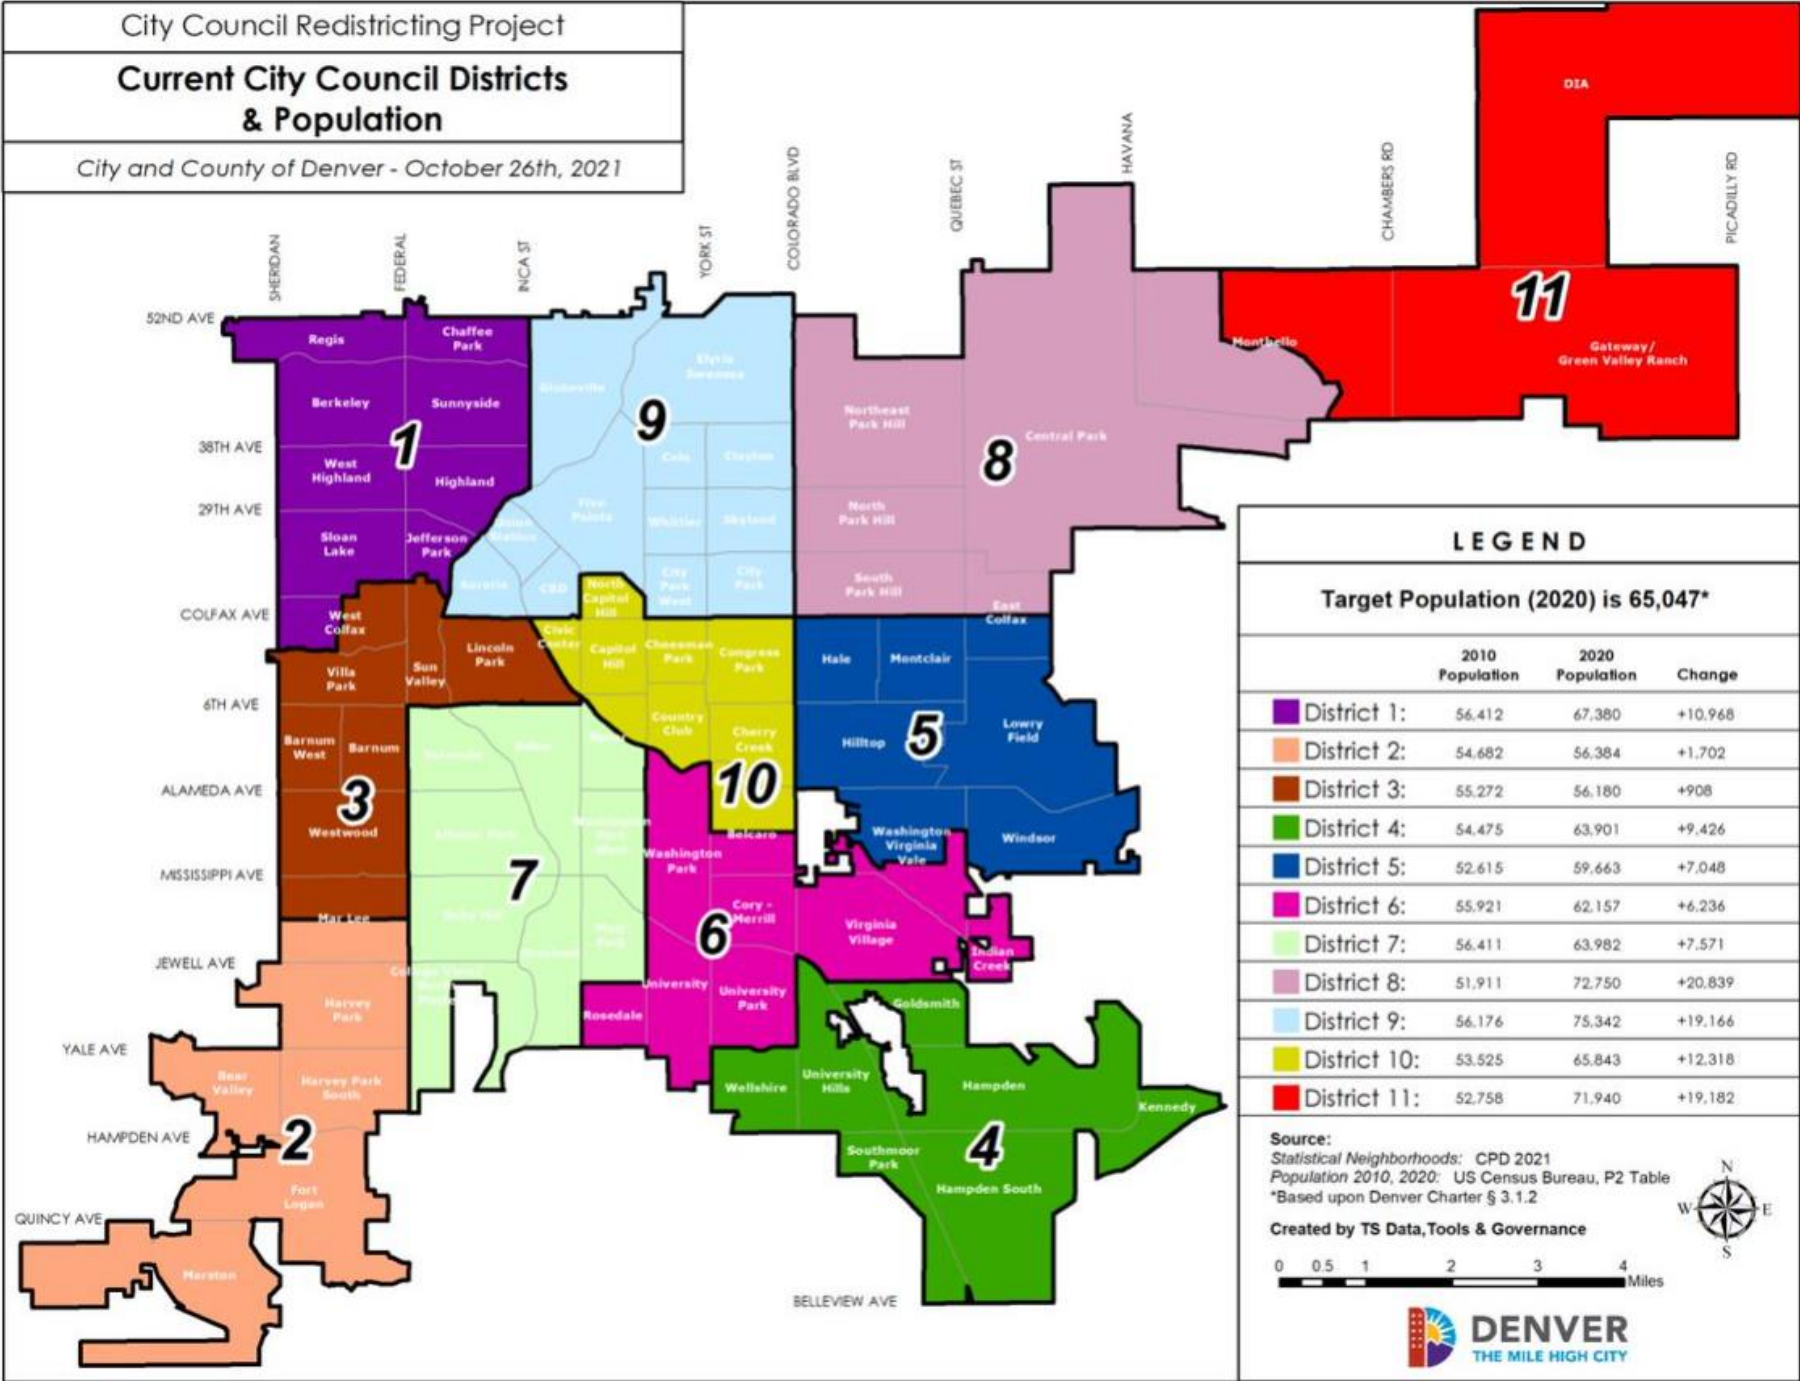 City Council Redistricting Project
Current City Council Districts
& Population
City and County of Denver - October 26th, 2021
SHERIDAN
FEDERAL
INCA ST
YORK ST
COLORADO BLVD
QUEBEC ST
HAVANA
CHAMBERS RD
PICADILLY RD
52ND AVE
38TH AVE
29TH AVE
COLFAX AVE
6TH AVE
ALAMEDA AVE
MISSISSIPPI AVE
JEWELL AVE
YALE AVE
HAMPDEN AVE
QUINCY AVE
BELLEVIEW AVE
DIA
11
Montbello
Gateway/
Green Valley Ranch
Regis
Chaffee
Park
Berkeley
Sunnyside
1
West
Highland
Highland
Sloan
Lake
Jefferson
Park
West
Colfax
Globeville
Elyria
Swansea
9
Cole
Clayton
Five
Points
Whittier
Skyland
Union
Station
Auraria
CBD
City
Park
West
City
Park
Northeast
Park Hill
8
Central Park
North
Park Hill
South
Park Hill
East
Colfax
North
Capitol
Hill
Civic
Center
Capitol
Hill
Cheesman
Park
Congress
Park
Country
Club
Cherry
Creek
10
Belcaro
Hale
Montclair
Hilltop
5
Lowry
Field
Washington
Virginia
Vale
Windsor
Villa
Park
Sun
Valley
Lincoln
Park
Barnum
West
Barnum
3
Westwood
Mar Lee
7
Washington
Park
West
Ruby Hill
Washington
Park
Cory -
Merrill
6
Virginia
Village
Indian
Creek
University
University
Park
Rosedale
Harvey
Park
Bear
Valley
Harvey Park
South
2
Fort
Logan
Marston
Goldsmith
Wellshire
University
Hills
Hampden
Kennedy
Southmoor
Park
4
Hampden South
LEGEND
Target Population (2020) is 65,047*
2010 Population 2020 Population Change
District 1: 56,412 67,380 +10,968
District 2: 54,682 56,384 +1,702
District 3: 55,272 56,180 +908
District 4: 54,475 63,901 +9,426
District 5: 52,615 59,663 +7,048
District 6: 55,921 62,157 +6,236
District 7: 56,411 63,982 +7,571
District 8: 51,911 72,750 +20,839
District 9: 56,176 75,342 +19,166
District 10: 53,525 65,843 +12,318
District 11: 52,758 71,940 +19,182
Source:
Statistical Neighborhoods: CPD 2021
Population 2010, 2020: US Census Bureau, P2 Table
*Based upon Denver Charter § 3.1.2
Created by TS Data,Tools & Governance
N
W E
S
0 0.5 1 2 3 4
Miles
DENVER
THE MILE HIGH CITY